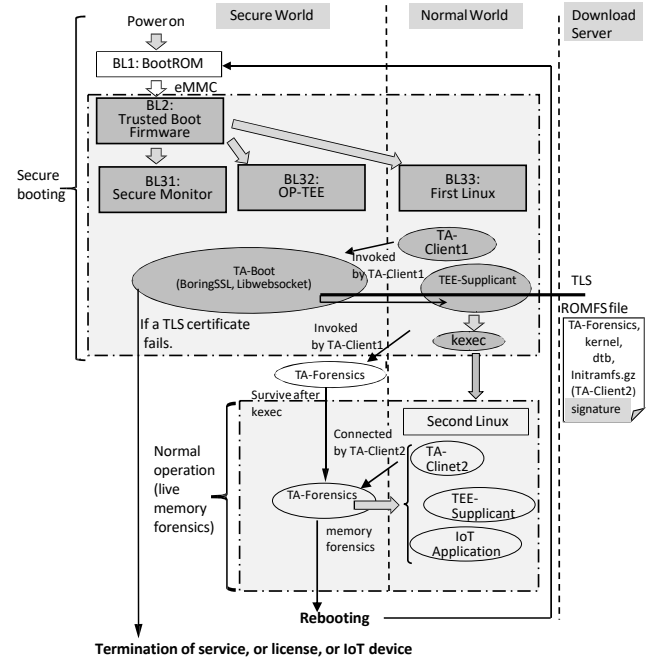 Secure World
Normal World
Download
Server
Power on
BL1: BootROM
eMMC
BL2:
Trusted Boot
Firmware
BL31:
Secure Monitor
BL32:
OP-TEE
BL33:
First Linux
Secure
booting
TA-
Client1
Invoked
by TA-Client1
TA-Boot
(BoringSSL, Libwebsocket)
TEE-Supplicant
TLS
If a TLS certificate
fails.
Invoked
by TA-Client1
kexec
ROMFS file
TA-Forensics,
kernel,
dtb,
Initramfs.gz
(TA-Client2)
signature
TA-Forensics
Survive after
kexec
Second Linux
Connected
by TA-Client2
TA-
Clinet2
Normal
operation
(live
memory
forensics)
TA-Forensics
TEE-
Supplicant
memory
forensics
IoT
Application
Rebooting
Termination of service, or license, or IoT device